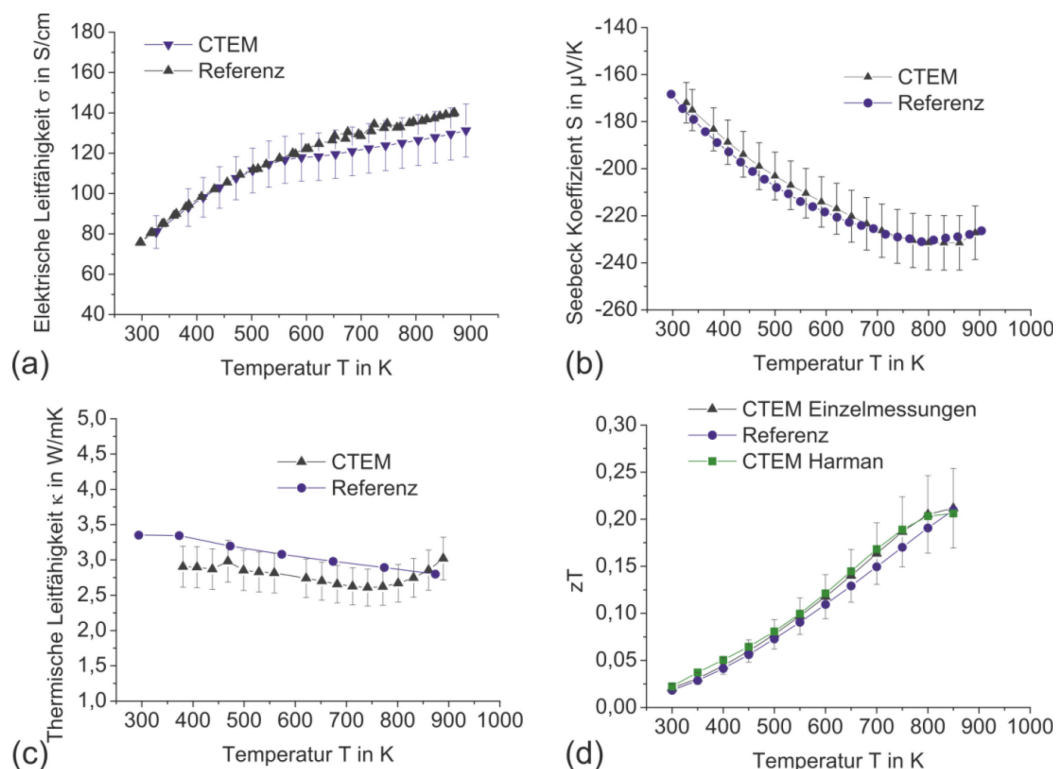 180
160
140
120
100
80
60
40
Elektrische Leitfähigkeit σ in S/cm
CTEM
Referenz
300 400 500 600 700 800 900
Temperatur T in K
(a)
-140
-160
-180
-200
-220
-240
-260
Seebeck Koeffizient S in µV/K
CTEM
Referenz
300 400 500 600 700 800 900 1000
Temperatur T in K
(b)
5,0
4,5
4,0
3,5
3,0
2,5
2,0
1,5
1,0
Thermische Leitfähigkeit κ in W/mK
CTEM
Referenz
300 400 500 600 700 800 900 1000
Temperatur T in K
(c)
CTEM Einzelmessungen
Referenz
CTEM Harman
0,30
0,25
0,20
0,15
0,10
0,05
0,00
zT
300 400 500 600 700 800 900 1000
Temperatur T in K
(d)